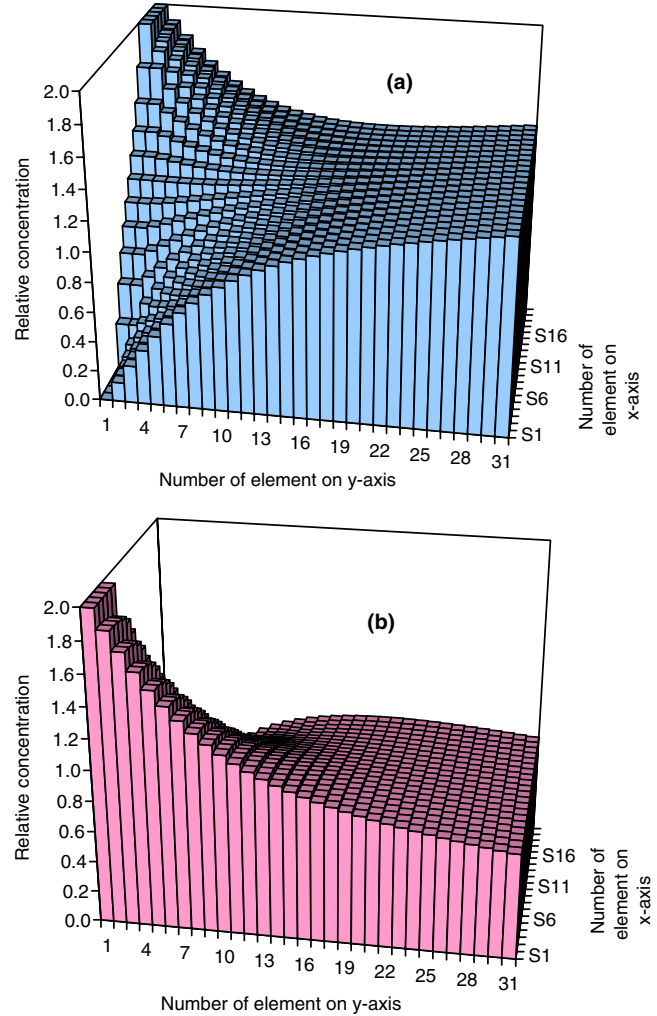 (a)
Relative concentration
2.0
1.8
1.6
1.4
1.2
1.0
0.8
0.6
0.4
0.2
0.0
1 4 7 10 13 16 19 22 25 28 31
Number of element on y-axis
S16
S11
S6
S1
Number of
element on
x-axis
(b)
Relative concentration
2.0
1.8
1.6
1.4
1.2
1.0
0.8
0.6
0.4
0.2
0.0
1 4 7 10 13 16 19 22 25 28 31
Number of element on y-axis
S16
S11
S6
S1
Number of
element on
x-axis